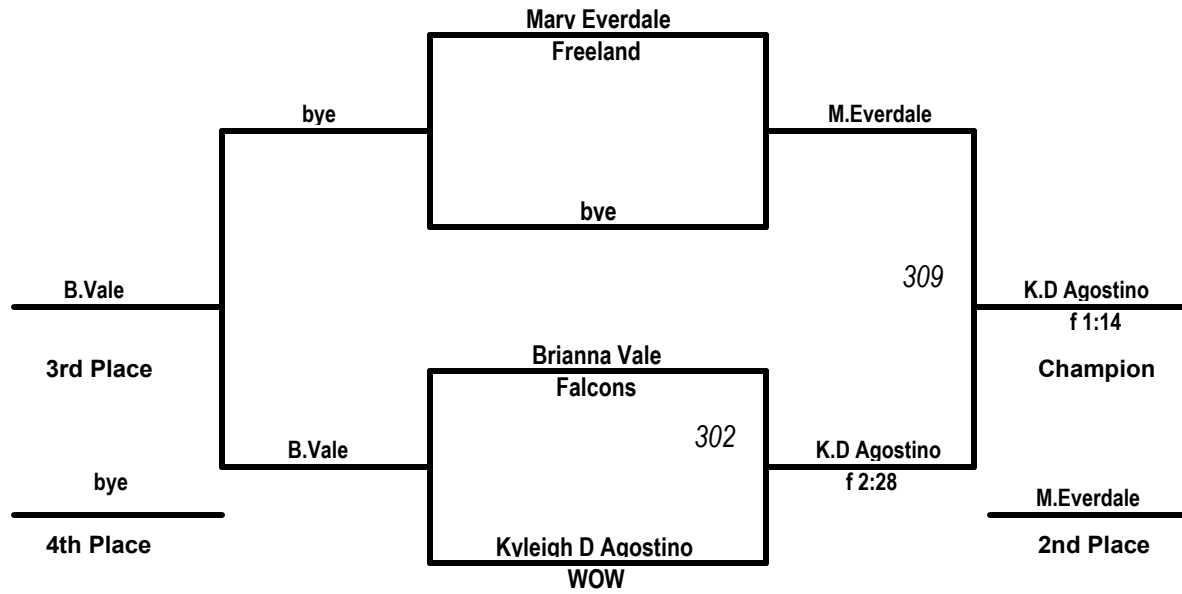 Mary Everdale
Freeland
bye
M.Everdale
bye
309
B.Vale
K.D Agostino
f 1:14
3rd Place
Brianna Vale
Champion
Falcons
302
B.Vale
K.D Agostino
f 2:28
bye
M.Everdale
4th Place
Kyleigh D Agostino
2nd Place
WOW